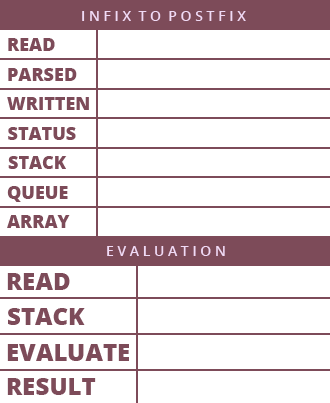 INFIX TO POSTFIX
READ
PARSED
WRITTEN
STATUS
STACK
QUEUE
ARRAY
EVALUATION
READ
STACK
EVALUATE
RESULT